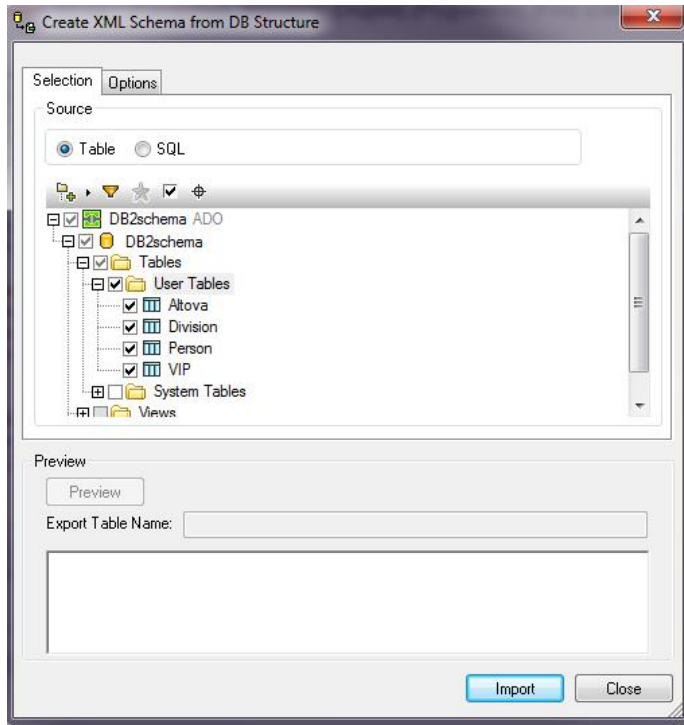 Create XML Schema from DB Structure
Selection Options
Source
Table SQL
DB2schema ADO
DB2schema
Tables
User Tables
Altova
Division
Person
VIP
System Tables
Views
Preview
Preview
Export Table Name:
Import Close